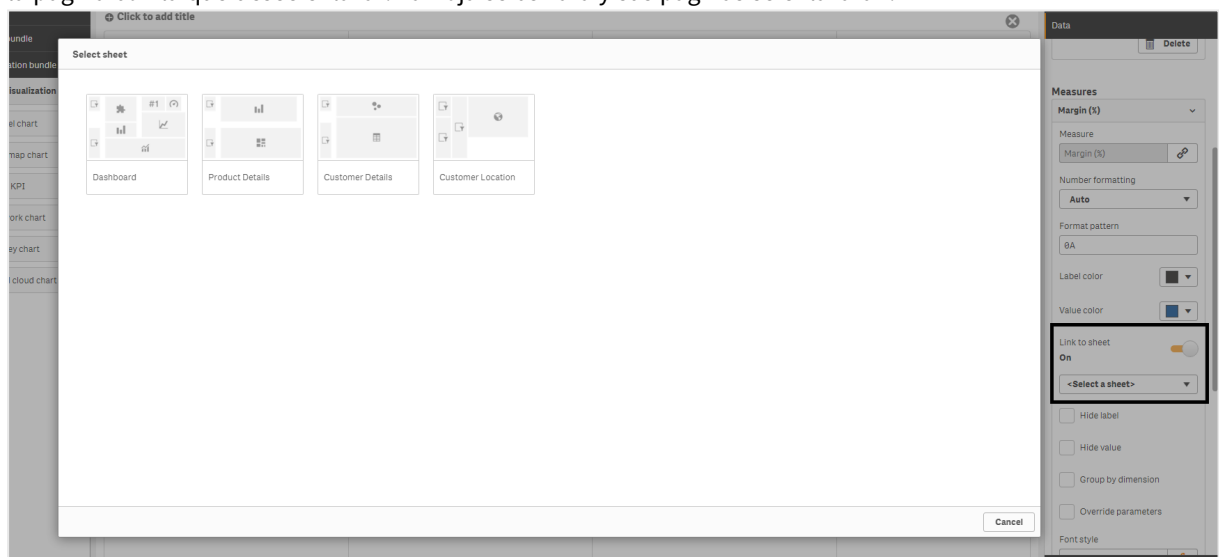 Click to add title
Data
bundle
ation bundle
isualization
el chart
map chart
KPI
ork chart
ey chart
l cloud chart
Select sheet
#1
Dashboard
Product Details
Customer Details
Customer Location
Cancel
Delete
Measures
Margin (%)
Measure
Margin (%)
Number formatting
Auto
Format pattern
0A
Label color
Value color
Link to sheet
On
<Select a sheet>
Hide label
Hide value
Group by dimension
Override parameters
Font style